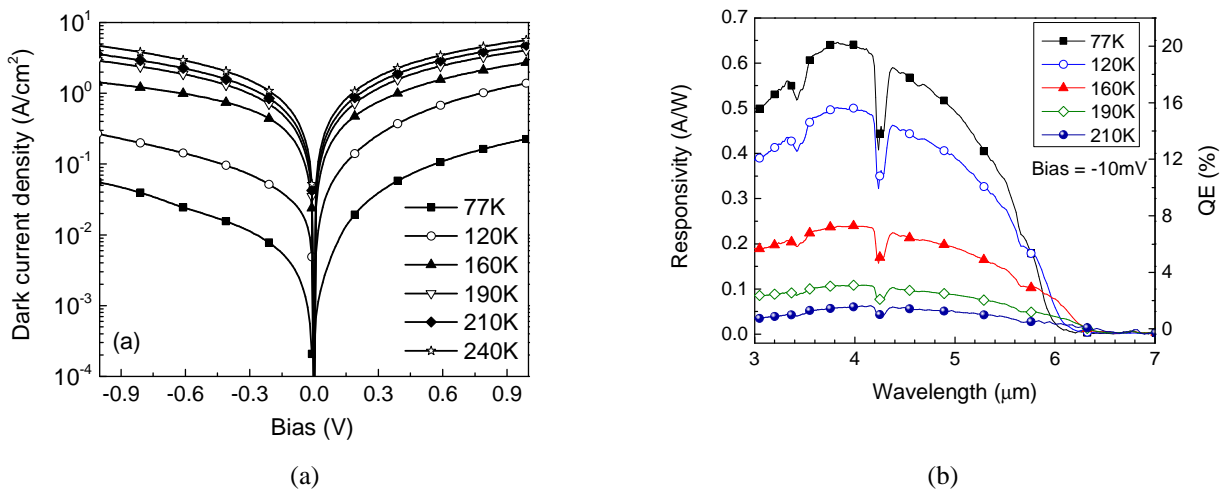 Dark current density (A/cm2)
10^1
10^0
10^-1
10^-2
10^-3
10^-4
-0.9 -0.6 -0.3 0.0 0.3 0.6 0.9
Bias (V)
(a)
77K
120K
160K
190K
210K
240K
(a)
Responsivity (A/W)
0.7
0.6
0.5
0.4
0.3
0.2
0.1
0.0
3 4 5 6 7
Wavelength (μm)
77K
120K
160K
190K
210K
Bias = -10mV
20
16
12
8
4
0
QE (%)
(b)